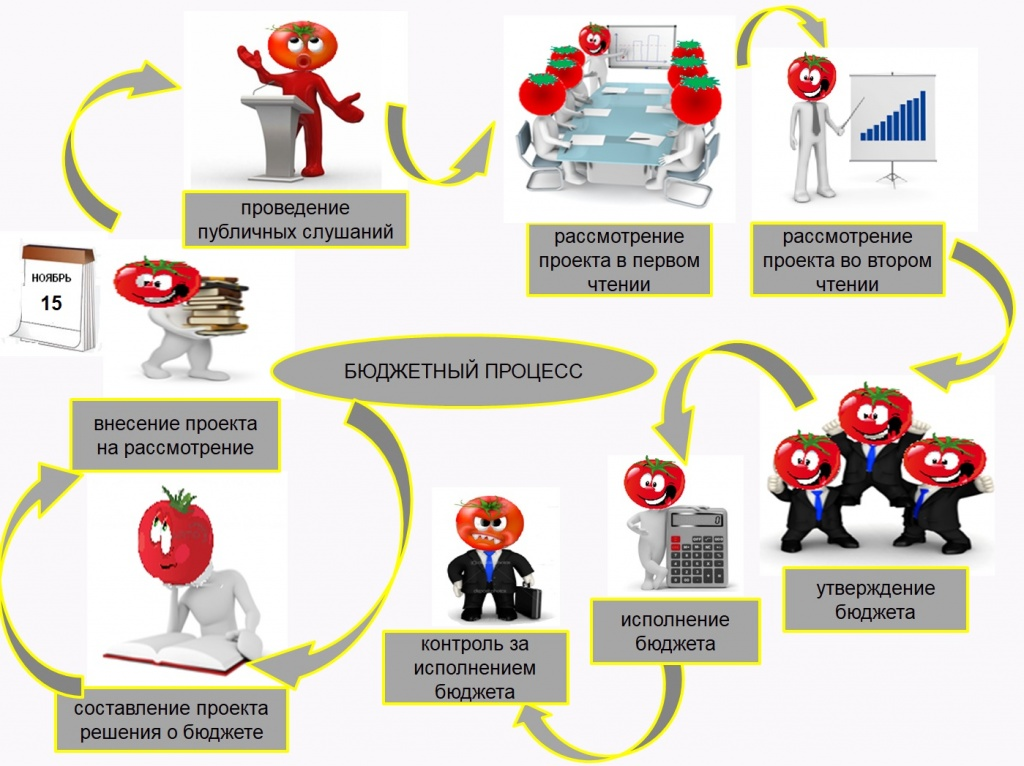 проведение
публичных слушаний
рассмотрение
проекта в первом
чтении
рассмотрение
проекта во втором
чтении
НОЯБРЬ
15
БЮДЖЕТНЫЙ ПРОЦЕСС
внесение проекта
на рассмотрение
0
утверждение
бюджета
исполнение
бюджета
контроль за
исполнением
бюджета
составление проекта
решения о бюджете